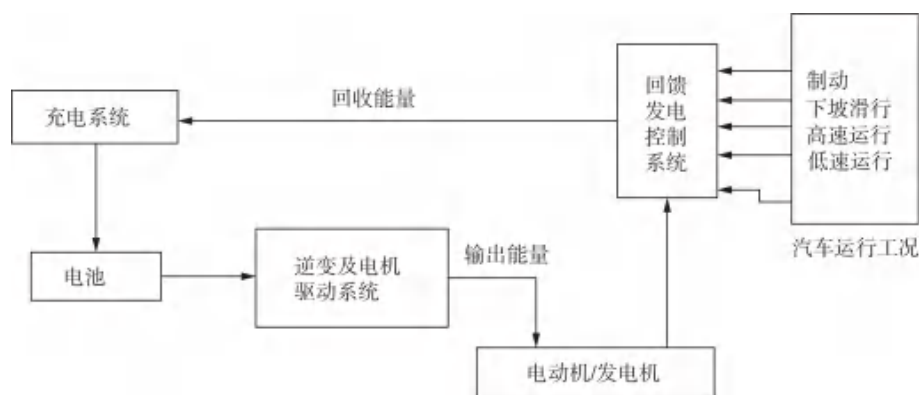 充电系统
回收能量
回馈
发电
控制
系统
制动
下坡滑行
高速运行
低速运行
汽车运行工况
电池
逆变及电机
驱动系统
输出能量
电动机/发电机